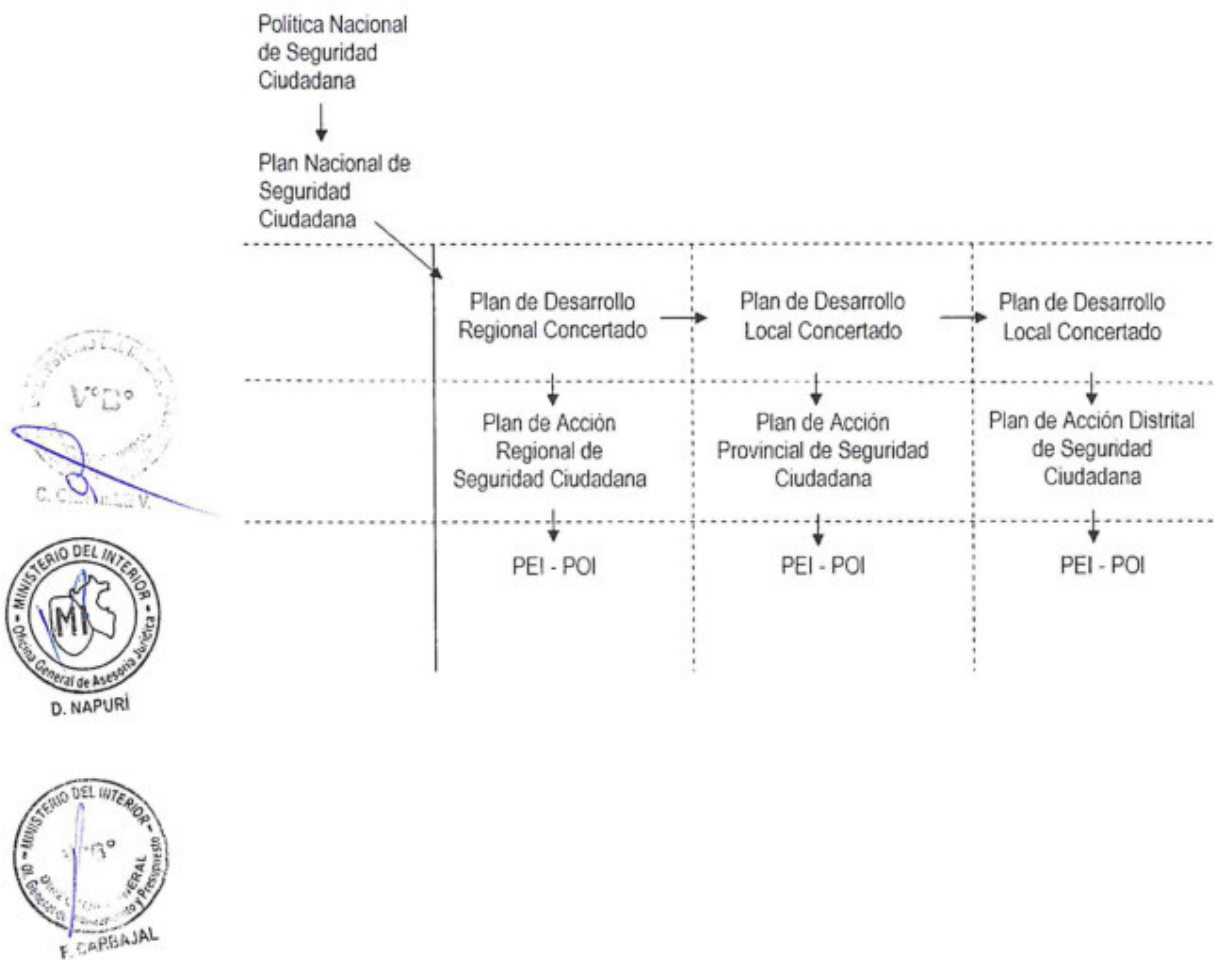 Política Nacional
de Seguridad
Ciudadana
Plan Nacional de
Seguridad
Ciudadana
Plan de Desarrollo
Regional Concertado
Plan de Desarrollo
Local Concertado
Plan de Desarrollo
Local Concertado
Plan de Acción
Regional de
Seguridad Ciudadana
Plan de Acción
Provincial de Seguridad
Ciudadana
Plan de Acción Distrital
de Seguridad
Ciudadana
PEI - POI
PEI - POI
PEI - POI
V°B°
MINISTERIO DEL INTERIOR
MI
Oficina General de Asesoría Jurídica
D. NAPURÍ
MINISTERIO DEL INTERIOR
V°B°
F. CARBAJAL